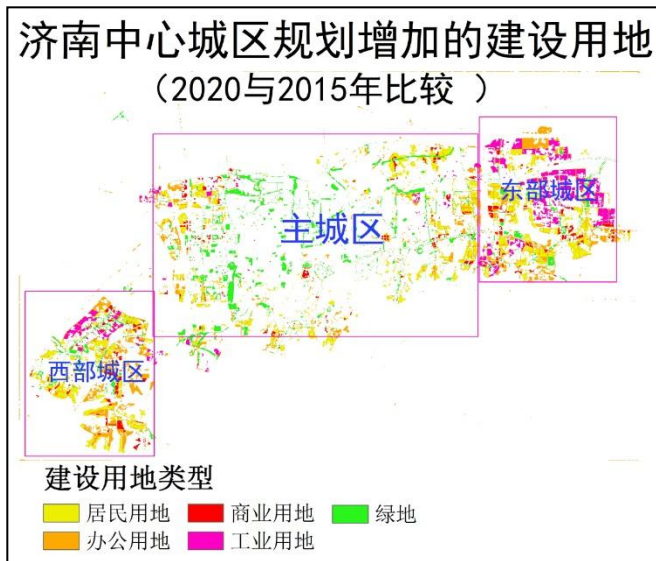 济南中心城区规划增加的建设用地
（2020与2015年比较 ）
东部城区
主城区
西部城区
建设用地类型
居民用地 商业用地 绿地
办公用地 工业用地